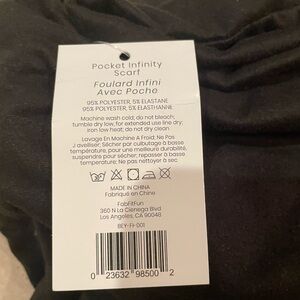 Pocket Infinity
Scarf
Foulard Infini
Avec Poche
95% POLYESTER, 5% ELASTANE
95% POLYESTER, 5% ELASTHANNE
Machine wash cold; do not bleach;
tumble dry low, for extended use line dry;
iron low heat; do not dry clean
Lavage En Machine A Froid; Ne Pas
J avelliser; Sécher par culbutage à basse
température, pour une meilleure durabilité,
suspendre pour sécher; repasser à basse
température; Ne pas nettoyer à sec
MADE IN CHINA
Fabriqué en Chine
FabFitFun
360 N La Cienega Blvd
Los Angeles, CA 90048
BEY-FI-001
0 23632 98500 2